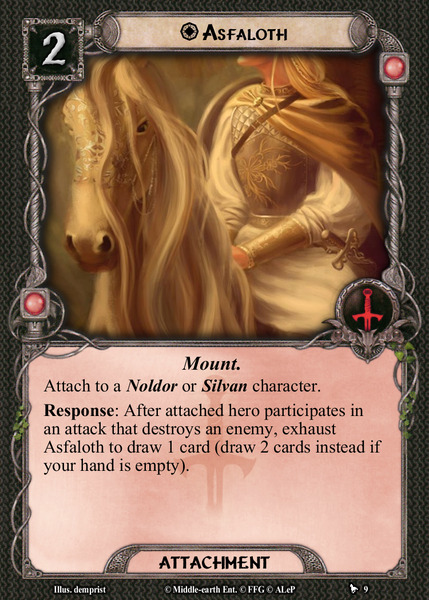 2
Asfaloth
Mount.
Attach to a Noldor or Silvan character.
Response: After attached hero participates in
an attack that destroys an enemy, exhaust
Asfaloth to draw 1 card (draw 2 cards instead if
your hand is empty).
ATTACHMENT
Illus. demprist
© Middle-earth Ent. © FFG © ALeP
9